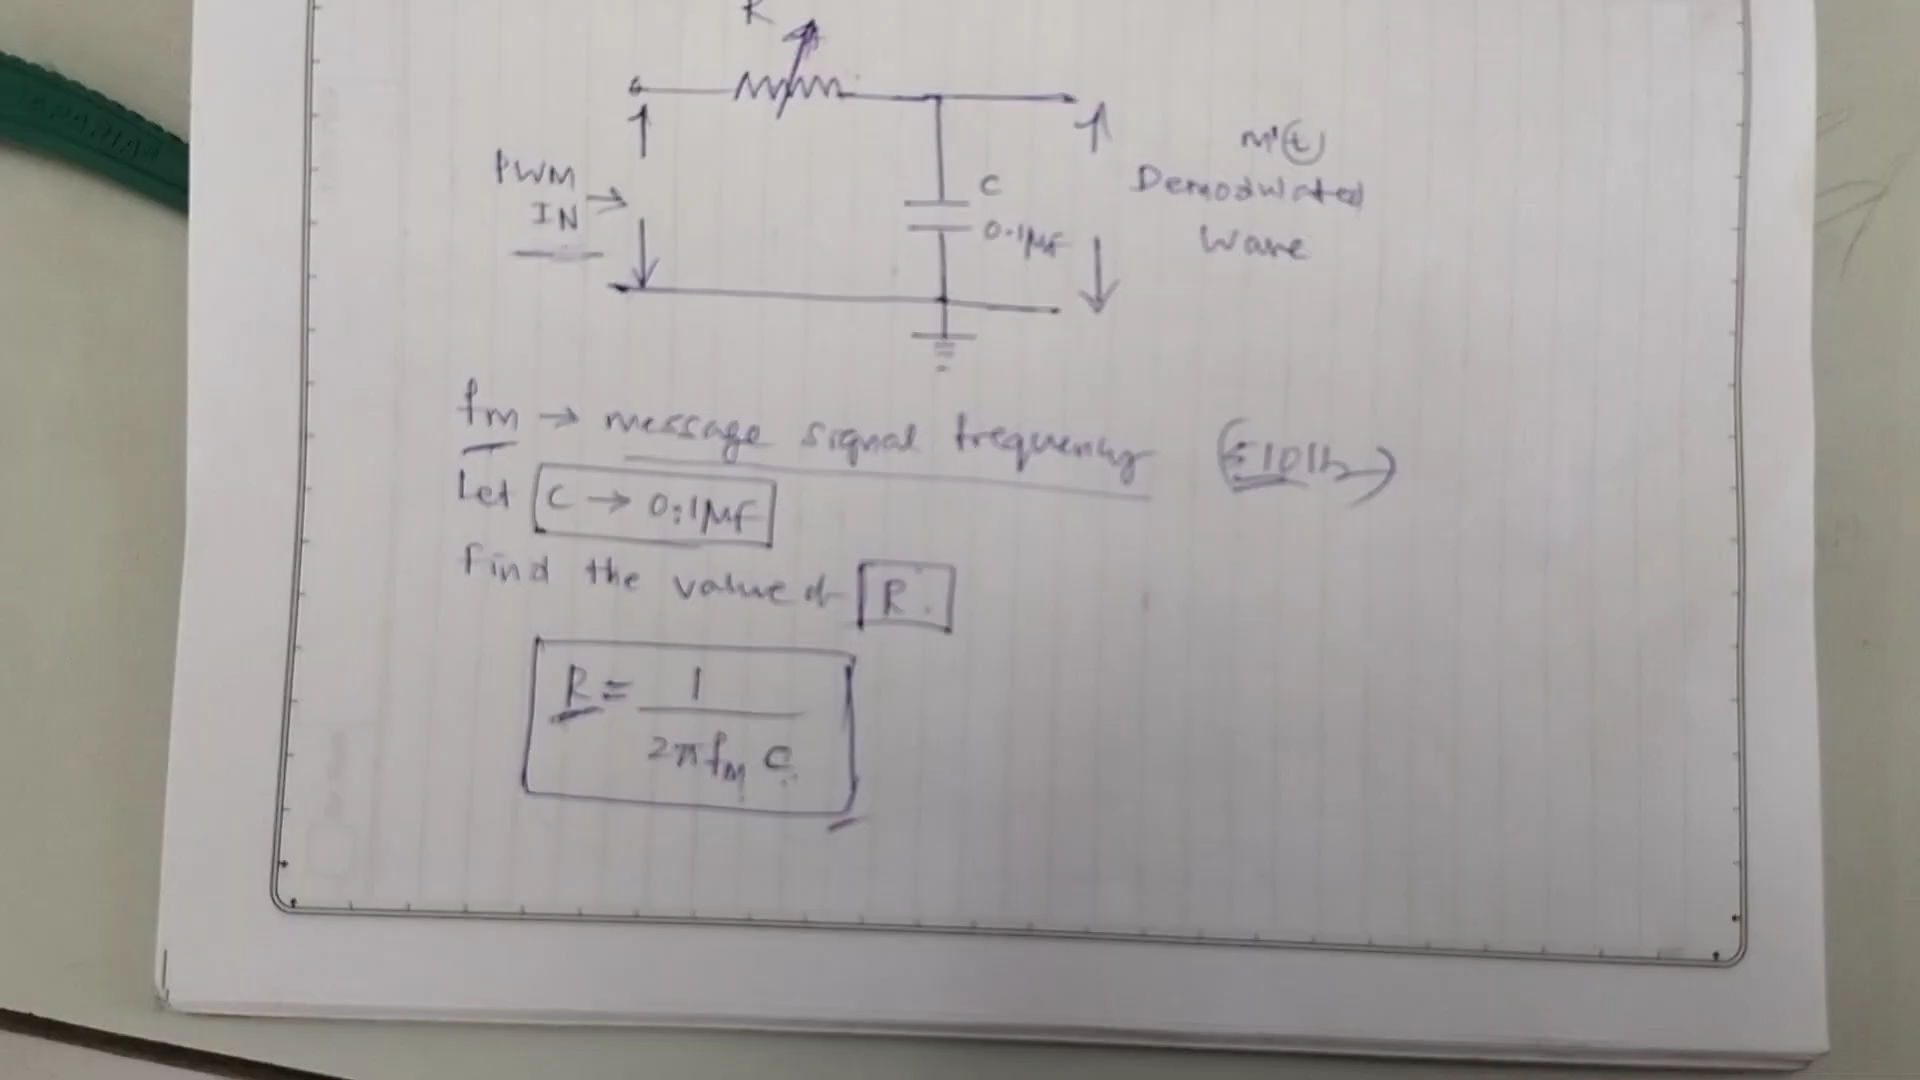 R
PWM
IN
C
0.1μF
m'(t)
Demodulated
Wave
fm → message signal frequency
Let C → 0.1μF
Find the value of R.
R = 1
2πfm C